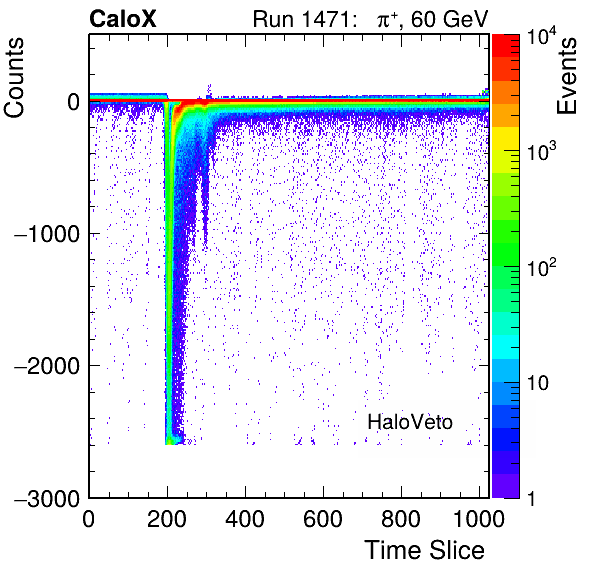 CaloX Run 1471: π⁺, 60 GeV
Counts
Events
0
−1000
−2000
−3000
0 200 400 600 800 1000
Time Slice
HaloVeto
10⁴
10³
10²
10
1